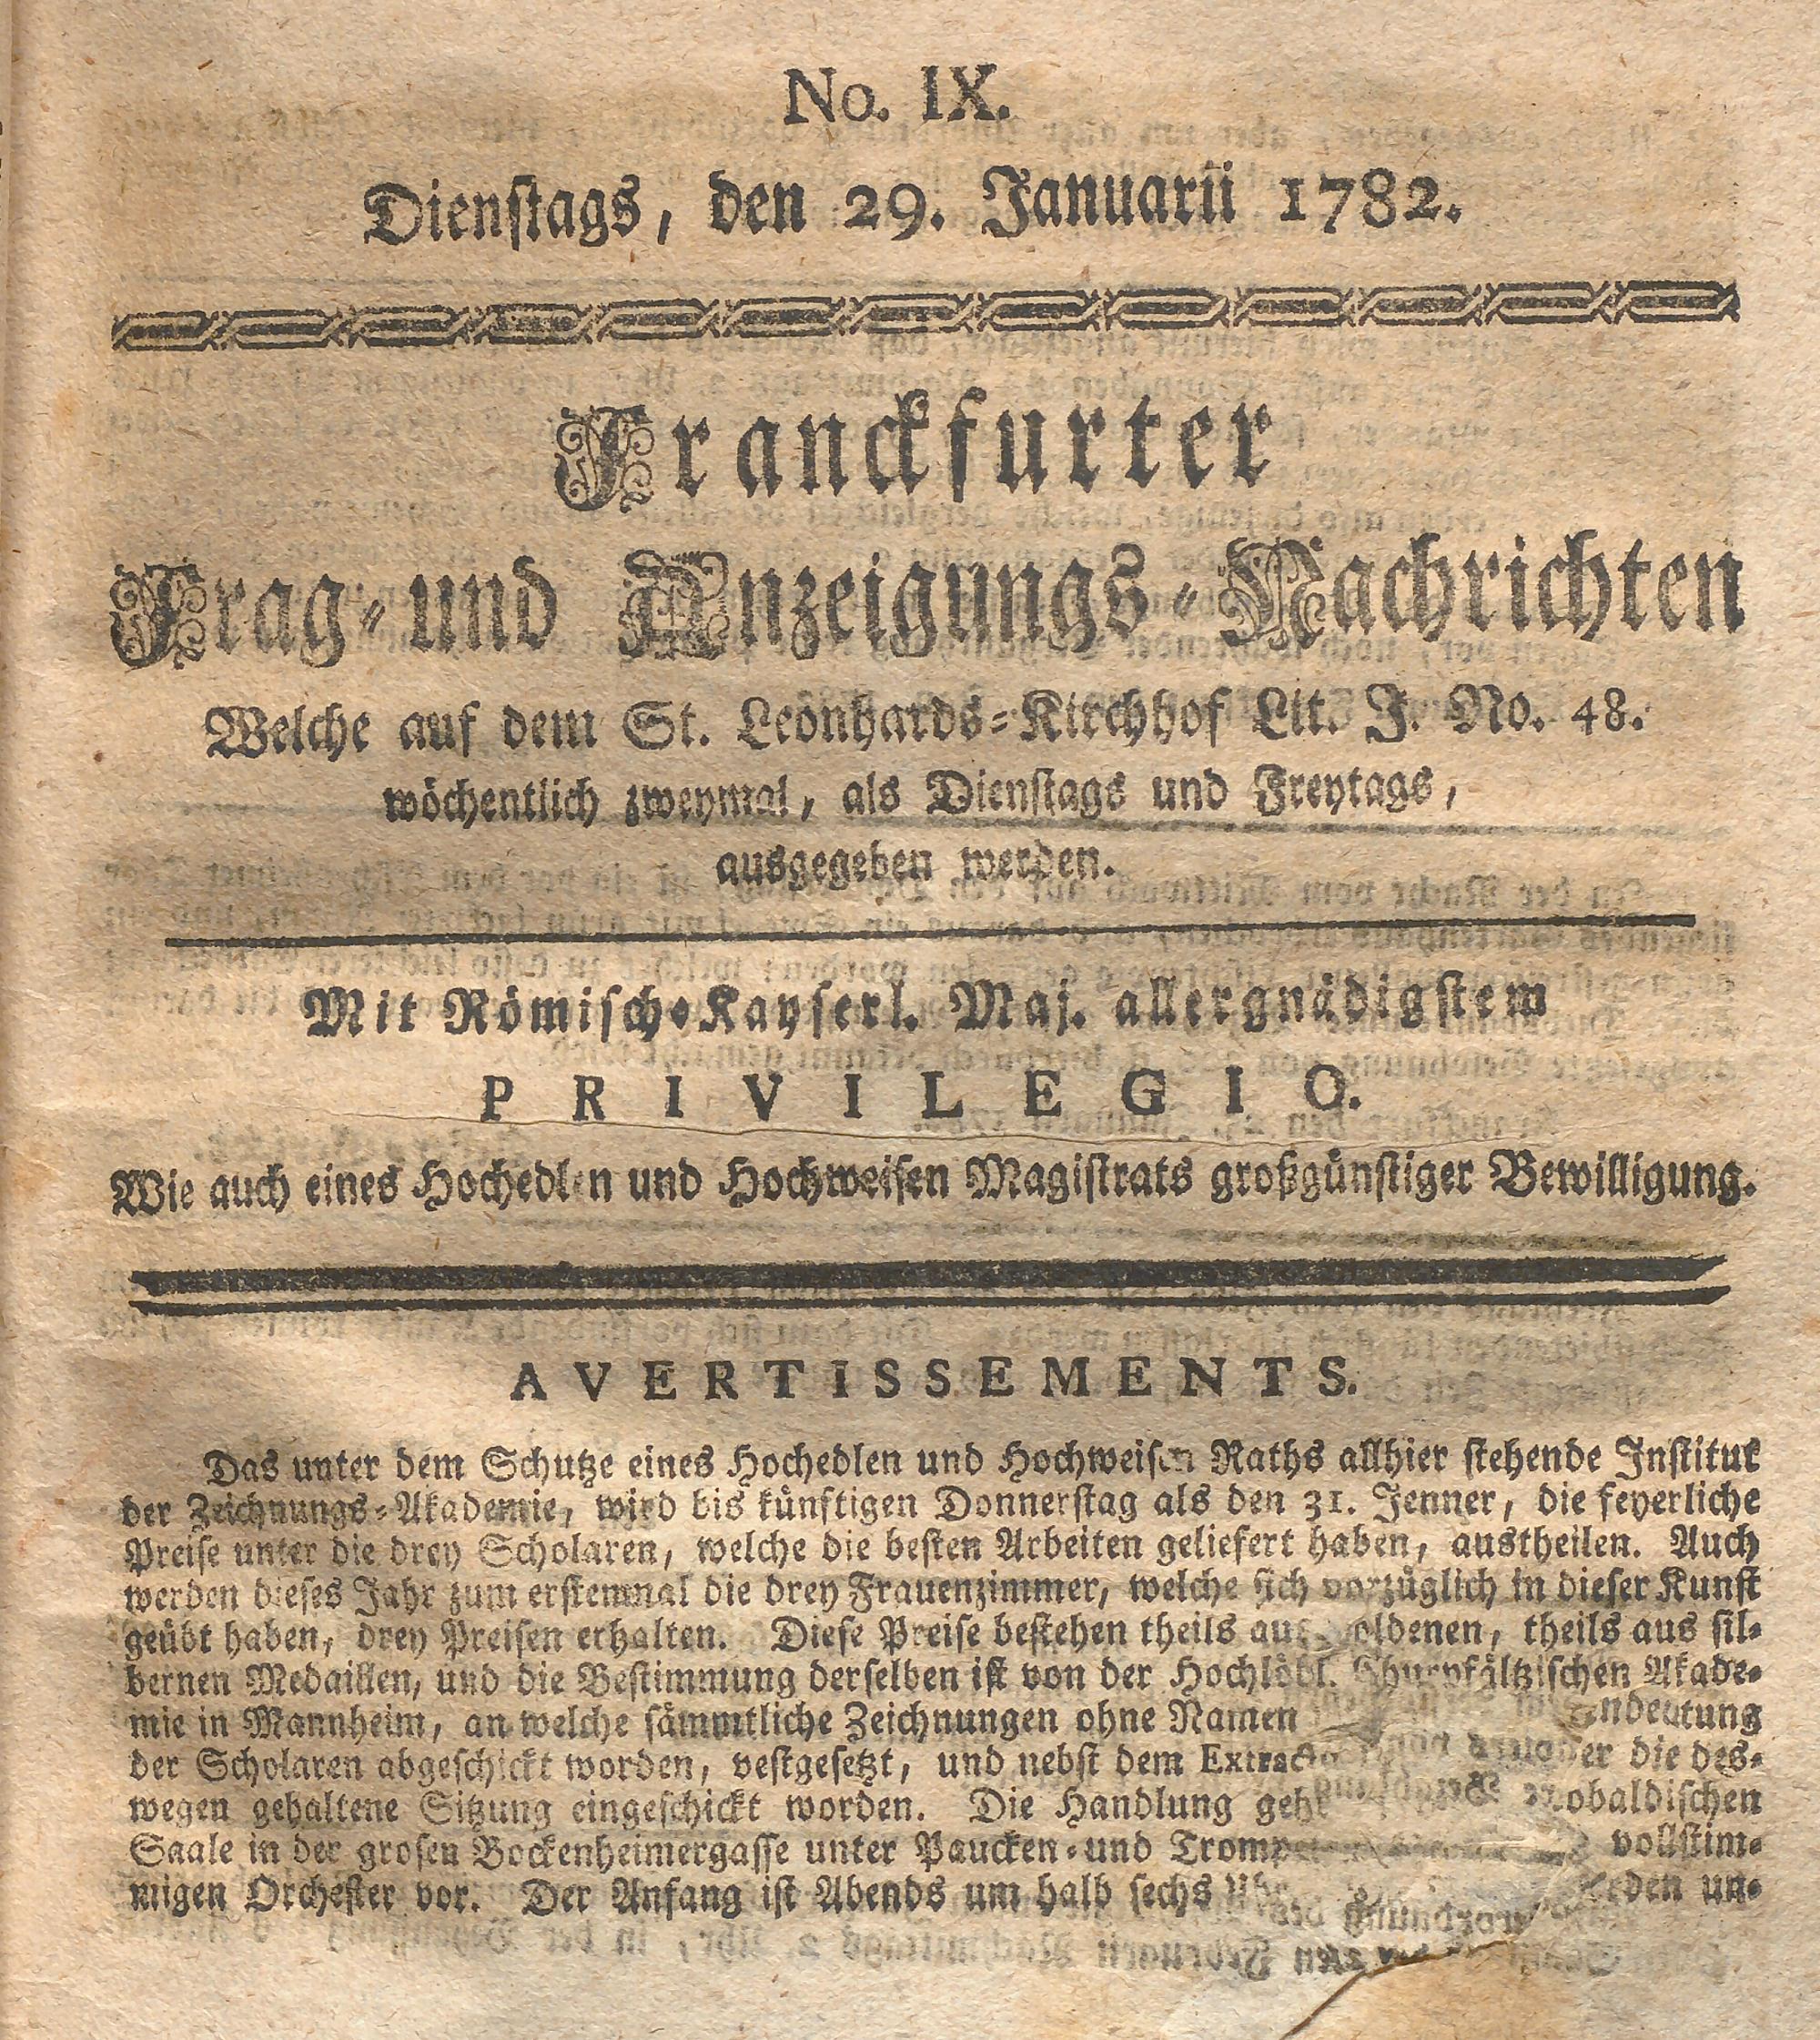 No. IX.
Dienstags, den 29. Januarii 1782.
Franckfurter
Frag- und Anzeigungs-Nachrichten
Welche auf dem St. Leonhards-Kirchhof Lit. J. No. 48.
wöchentlich zweymal, als Dienstags und Freytags,
ausgegeben werden.
Mit Römisch-Kayserl. Maj. allergnädigstem
PRIVILEGIO.
Wie auch eines Hochedlen und Hochweisen Magistrats großgünstiger Bewilligung.
AVERTISSEMENTS.
Das unter dem Schutze eines Hochedlen und Hochweisen Raths allhier stehende Institut
der Zeichnungs-Akademie, wird bis künftigen Donnerstag als den 31. Jenner, die feyerliche
Preise unter die drey Scholaren, welche die besten Arbeiten geliefert haben, austheilen. Auch
werden dieses Jahr zum erstenmal die drey Frauenzimmer, welche sich vorzüglich in dieser Kunst
geübt haben, drey Preisen erhalten. Diese Preise bestehen theils aus goldenen, theils aus sil-
bernen Medaillen, und die Bestimmung derselben ist von der Hochlöbl. Churpfältzischen Akade-
mie in Mannheim, an welche sämmtliche Zeichnungen ohne Namen Andeutung
der Scholaren abgeschickt worden, vestgesetzt, und nebst dem die des-
wegen gehaltene Sitzung eingeschickt worden. Die Handlung geht
Saale in der grosen Bockenheimergasse unter Paucken- und vollstim-
migen Orchester vor. Der Anfang ist Abends um halb sechs Uhr un-